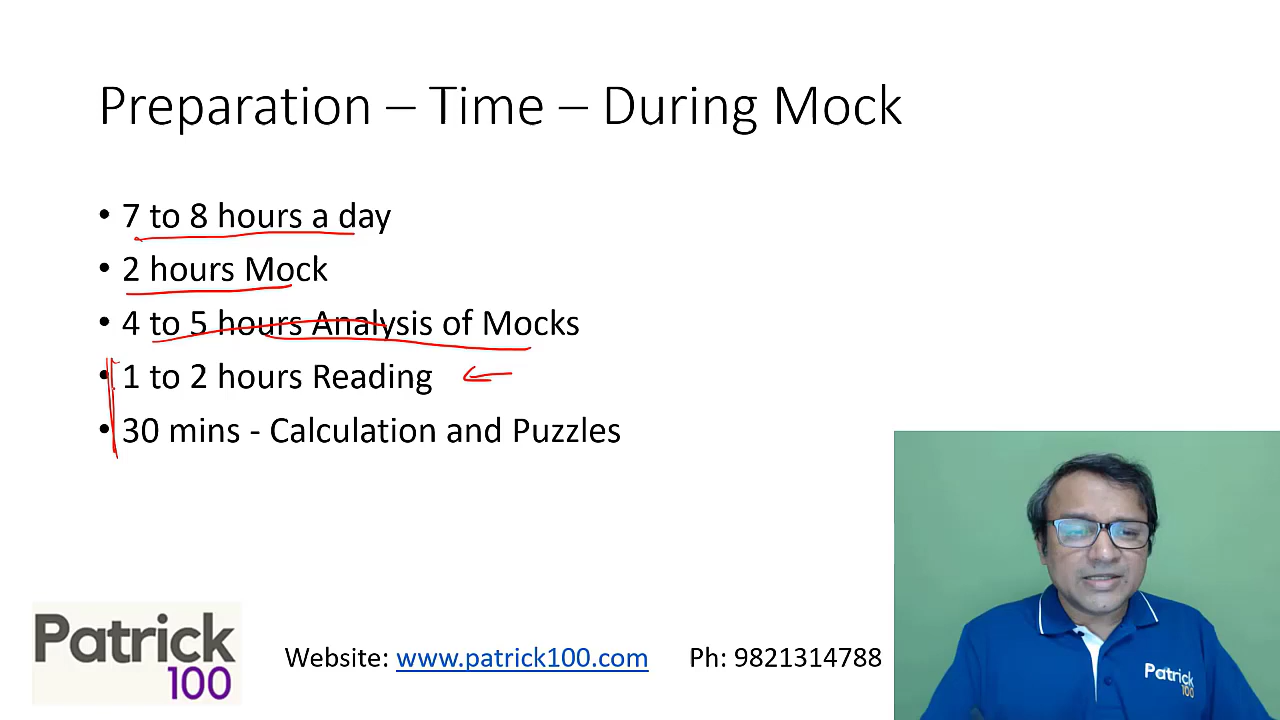 Preparation – Time – During Mock
• 7 to 8 hours a day
• 2 hours Mock
• 4 to 5 hours Analysis of Mocks
• 1 to 2 hours Reading
• 30 mins - Calculation and Puzzles
Patrick
100
Website: www.patrick100.com Ph: 9821314788
Patrick
100